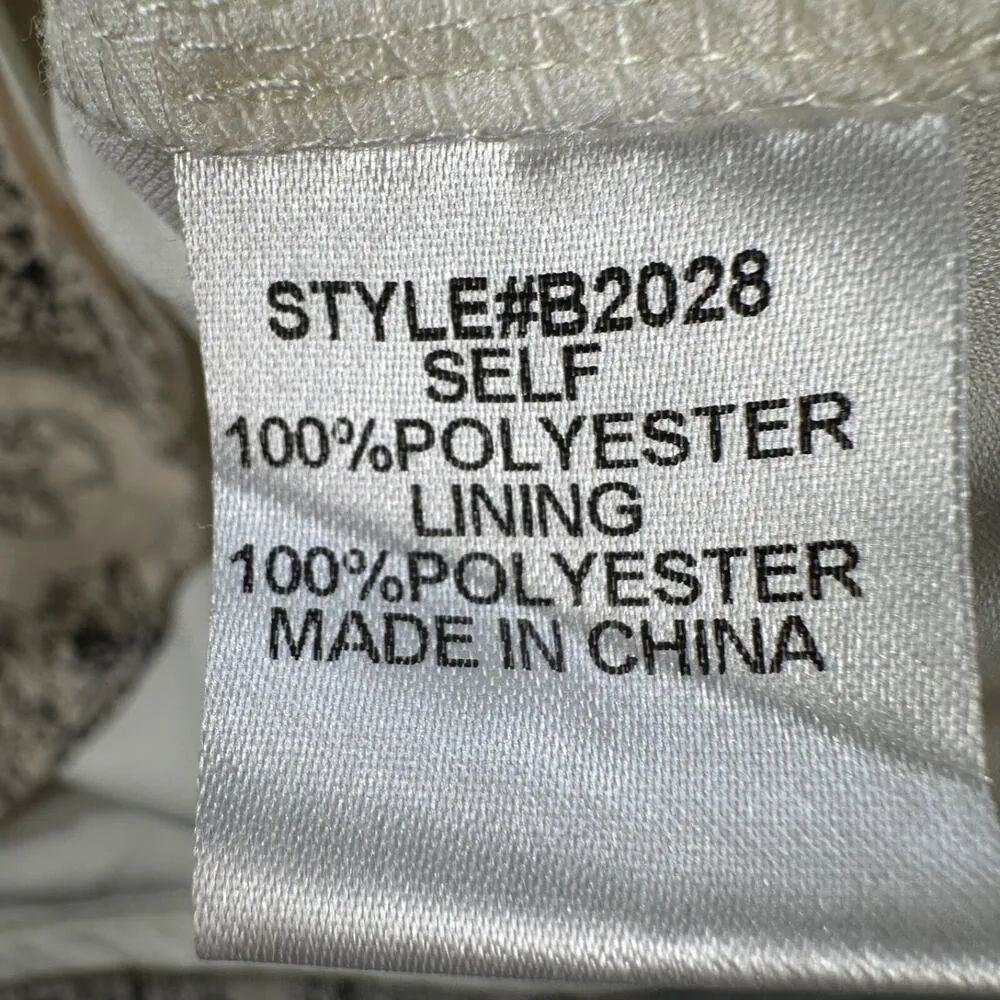 STYLE#B2028
SELF
100%POLYESTER
LINING
100%POLYESTER
MADE IN CHINA